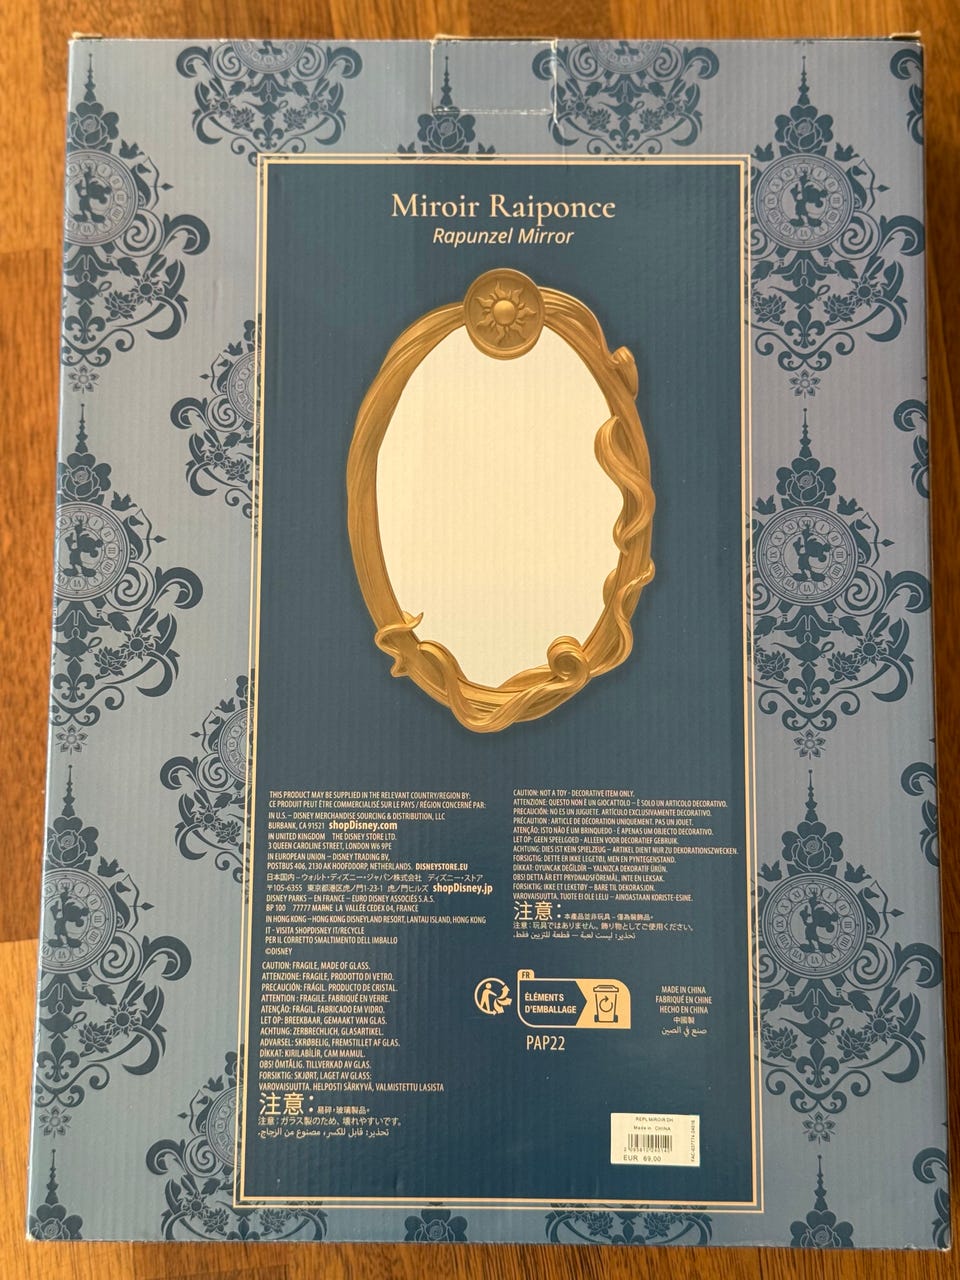 Miroir Raiponce
Rapunzel Mirror
THIS PRODUCT MAY BE SUPPLIED IN THE RELEVANT COUNTRY/REGION BY:
CE PRODUIT PEUT ÊTRE COMMERCIALISÉ SUR LE PAYS / RÉGION CONCERNÉ PAR:
IN U.S. – DISNEY MERCHANDISE SOURCING & DISTRIBUTION, LLC
BURBANK, CA 91521 shopDisney.com
IN UNITED KINGDOM THE DISNEY STORE LTD.
3 QUEEN CAROLINE STREET, LONDON W6 9PE
IN EUROPEAN UNION – DISNEY TRADING BV,
POSTBUS 406, 2130 AK HOOFDDORP, NETHERLANDS. DISNEYSTORE.EU
日本国内 – ウォルト・ディズニー・ジャパン株式会社 ディズニー・ストア
〒105-6355 東京都港区虎ノ門1-23-1 虎ノ門ヒルズ shopDisney.jp
DISNEY PARKS – EN FRANCE – EURO DISNEY ASSOCIÉS S.A.S.
BP 100 77777 MARNE LA VALLÉE CEDEX 04, FRANCE
IN HONG KONG – HONG KONG DISNEYLAND RESORT, LANTAU ISLAND, HONG KONG
IT - VISITA SHOPDISNEY IT/RECYCLE
PER IL CORRETTO SMALTIMENTO DELL IMBALLO
©DISNEY
CAUTION: FRAGILE, MADE OF GLASS.
ATTENZIONE: FRAGILE, PRODOTTO DI VETRO.
PRECAUCIÓN: FRÁGIL. PRODUCTO DE CRISTAL.
ATTENTION : FRAGILE. FABRIQUÉ EN VERRE.
ATENÇÃO: FRÁGIL, FABRICADO EM VIDRO.
LET OP: BREEKBAAR, GEMAAKT VAN GLAS.
ACHTUNG: ZERBRECHLICH, GLASARTIKEL.
ADVARSEL: SKRØBELIG, FREMSTILLET AF GLAS.
DİKKAT: KIRILABİLİR, CAM MAMUL.
OBS! ÖMTÅLIG. TILLVERKAD AV GLAS.
FORSIKTIG: SKJØRT, LAGET AV GLASS:
VAROVAISUUTTA. HELPOSTI SÄRKYVÄ, VALMISTETTU LASISTA
注意：易碎，玻璃製品。
注意：ガラス製のため、壊れやすいです。
تحذير: قابل للكسر، مصنوع من الزجاج.
CAUTION: NOT A TOY - DECORATIVE ITEM ONLY.
ATTENZIONE: QUESTO NON È UN GIOCATTOLO – È SOLO UN ARTICOLO DECORATIVO.
PRECAUCIÓN: NO ES UN JUGUETE. ARTÍCULO EXCLUSIVAMENTE DECORATIVO.
PRÉCAUTION : ARTICLE DE DÉCORATION UNIQUEMENT. PAS UN JOUET.
ATENÇÃO: ISTO NÃO É UM BRINQUEDO - É APENAS UM OBJECTO DECORATIVO.
LET OP: GEEN SPEELGOED - ALLEEN VOOR DECORATIEF GEBRUIK.
ACHTUNG: DIES IST KEIN SPIELZEUG – ARTIKEL DIENT NUR ZU DEKORATIONSZWECKEN.
FORSIGTIG: DETTE ER IKKE LEGETØJ, MEN EN PYNTEGENSTAND.
DİKKAT: OYUNCAK DEĞİLDİR – YALNIZCA DEKORATİF ÜRÜN.
OBS! DETTA ÄR ETT PRYDNADSFÖREMÅL, INTE EN LEKSAK.
FORSIKTIG: IKKE ET LEKETØY – BARE TIL DEKORASJON.
VAROVAISUUTTA. TUOTE EI OLE LELU – AINOASTAAN KORISTE-ESINE.
注意：本產品並非玩具－僅為裝飾品。
注意：玩具ではありません。飾り物としてご使用ください。
تحذير: ليست لعبة – قطعة للتزيين فقط.
FR
ÉLÉMENTS
D'EMBALLAGE
PAP22
MADE IN CHINA
FABRIQUÉ EN CHINE
HECHO EN CHINA
中國製
صنع في الصين
REPL MIROIR DH
Made in : CHINA
EUR 69,00